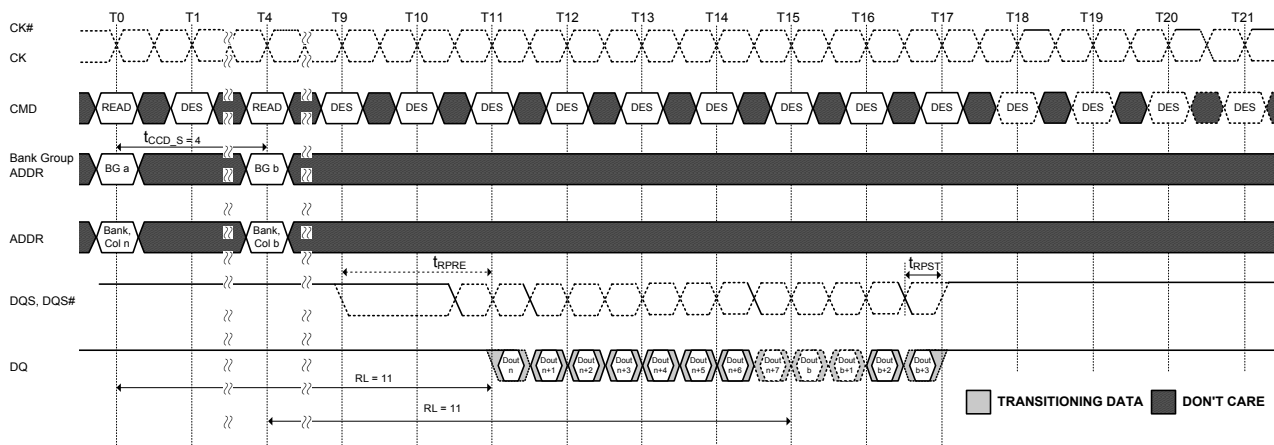 T0 T1 T4 T9 T10 T11 T12 T13 T14 T15 T16 T17 T18 T19 T20 T21
CK#
CK
CMD READ DES READ DES DES DES DES DES DES DES DES DES DES DES DES DES
tCCD_S = 4
Bank Group
ADDR BG a BG b
ADDR
Bank, Bank,
Col n Col b
tRPRE tRPST
DQS, DQS#
DQ
Dout Dout Dout Dout Dout Dout Dout Dout Dout Dout Dout Dout
n n+1 n+2 n+3 n+4 n+5 n+6 n+7 b b+1 b+2 b+3
RL = 11
RL = 11
TRANSITIONING DATA DON'T CARE